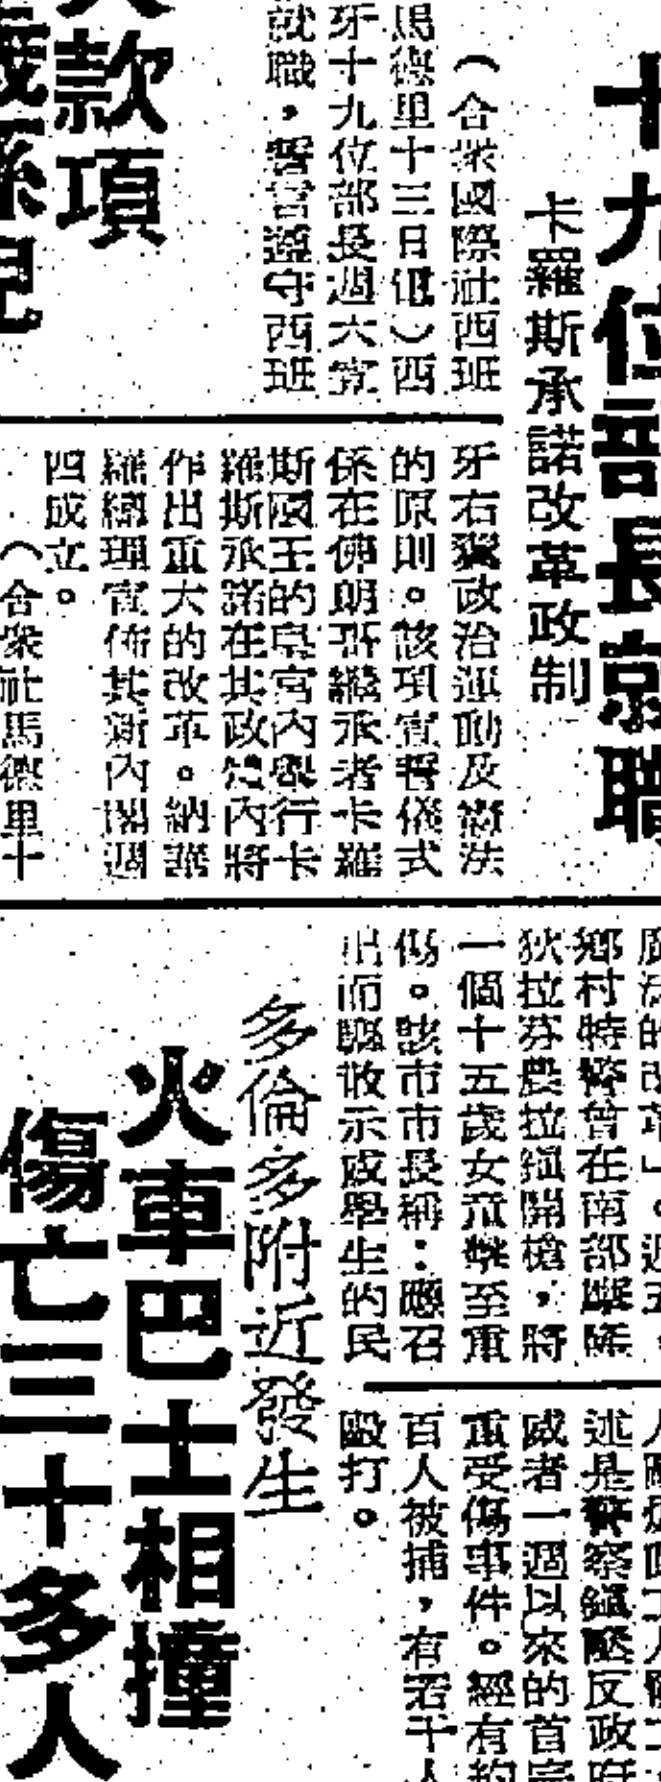 十九位部長就職
卡羅斯承諾改革政制
（合眾國際社西班
馬德里十三日電）西
牙十九位部長週六宣
就職，誓言遵守西班
牙右翼政治運動及憲法
的原則。該項宣誓儀式
係在佛朗哥繼承者卡羅
斯國王的皇宮內舉行卡
羅斯承諾在其政體內將
作出重大的改革。納華
羅總理宣佈其新內閣週
四成立。
（合眾社馬德里十
款項
鄉村特警曾在南部
狄拉芬農拉鎮開槍，將
一個十五歲女童擊至重
傷。該市市長稱：應召
出而驅散示威學生的民
述是警察鎮壓反政府
威者一週以來的首宗
重受傷事件。經有約
百人被捕，有若干人
毆打。
多倫多附近發生
火車巴士相撞
傷亡三十多人